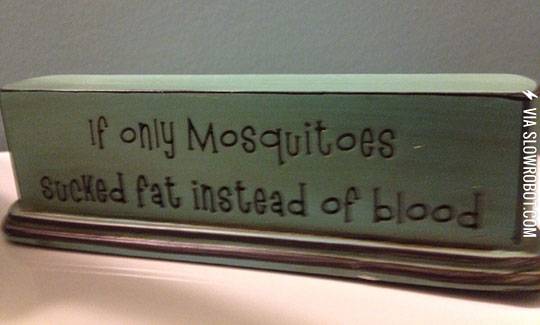 If only Mosquitoes
sucked fat instead of blood
VIA SLOWROBOT.COM